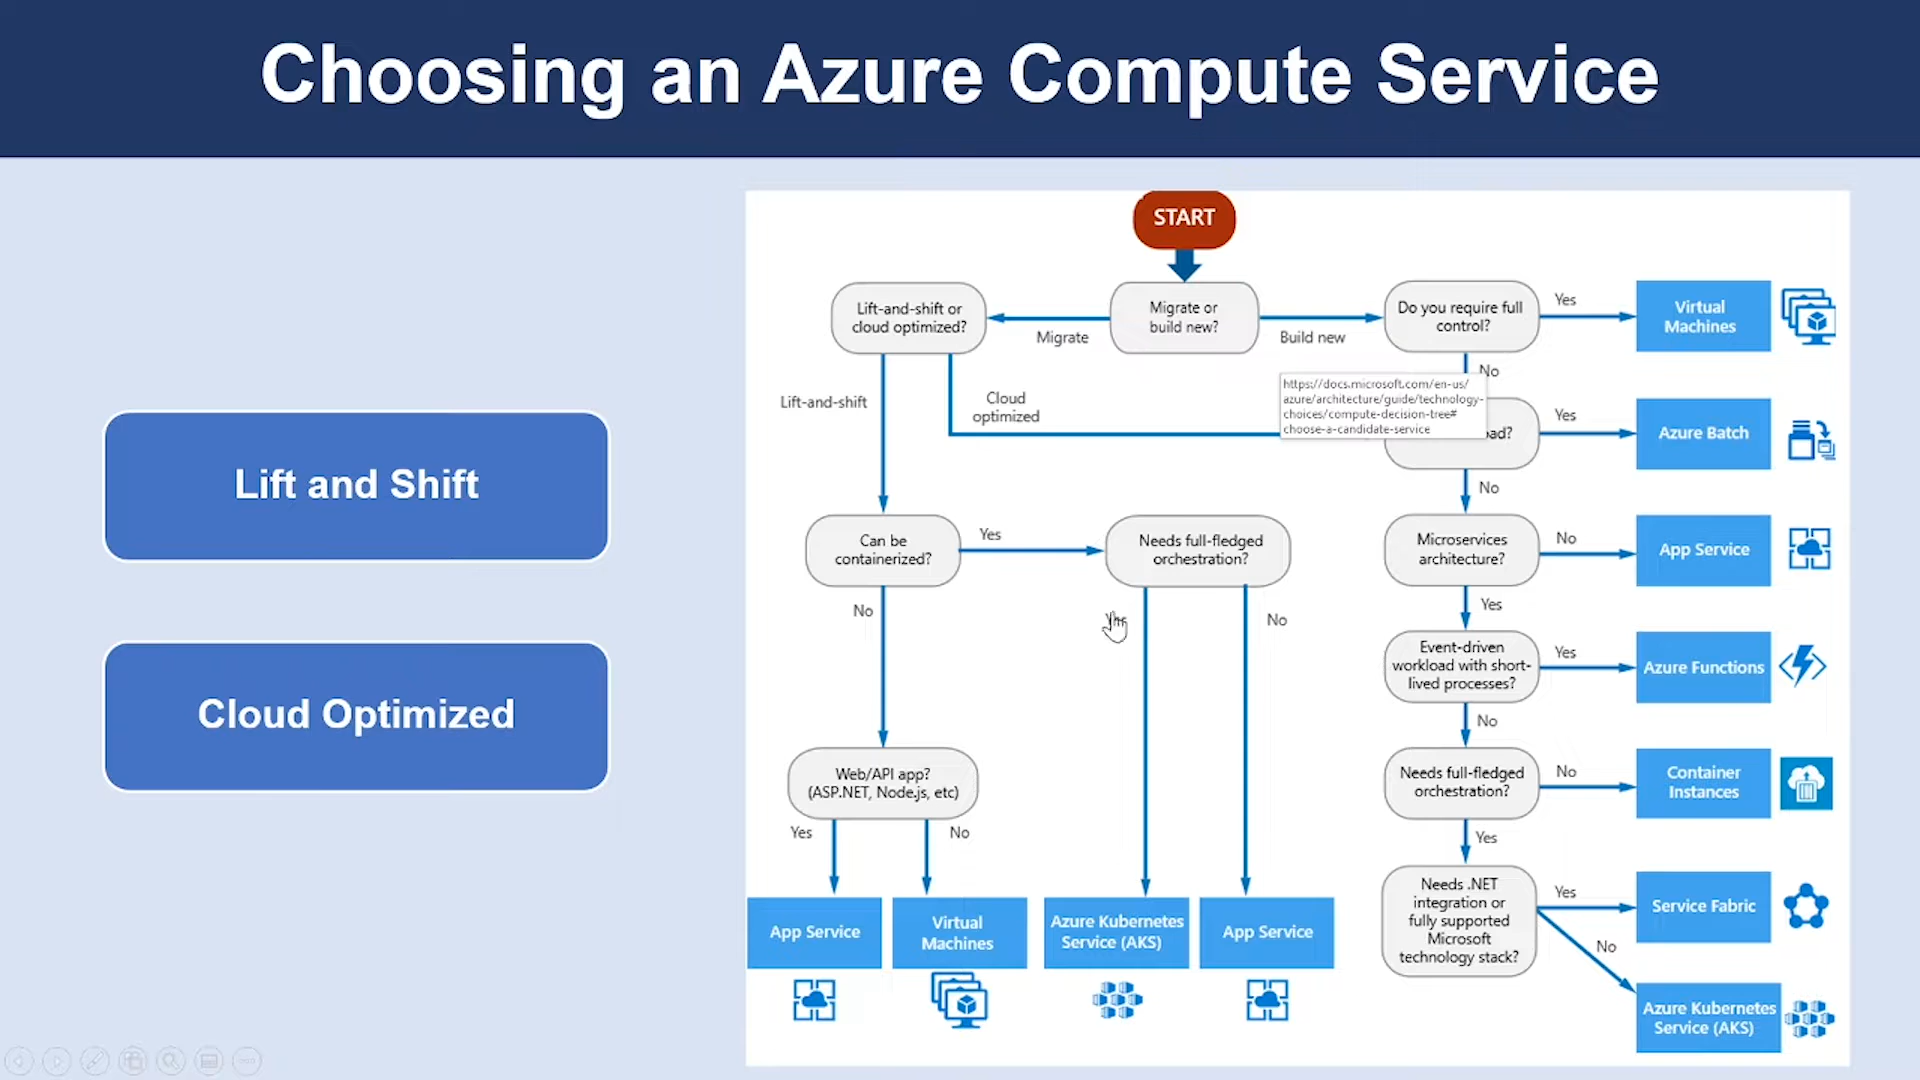 Choosing an Azure Compute Service
Lift and Shift
Cloud Optimized
START
Lift-and-shift or
cloud optimized?
Migrate
Migrate or
build new?
Build new
Do you require full
control?
Yes
Virtual
Machines
No
Lift-and-shift
Cloud
optimized
https://docs.microsoft.com/en-us/
azure/architecture/guide/technology-
choices/compute-decision-tree#
choose-a-candidate-service
Yes
Azure Batch
No
Can be
containerized?
Yes
Needs full-fledged
orchestration?
Microservices
architecture?
No
App Service
No
No
Yes
Event-driven
workload with short-
lived processes?
Yes
Azure Functions
No
Web/API app?
(ASP.NET, Node.js, etc)
Yes
No
Needs full-fledged
orchestration?
No
Container
Instances
Yes
Needs .NET
integration or
fully supported
Microsoft
technology stack?
Yes
Service Fabric
No
App Service
Virtual
Machines
Azure Kubernetes
Service (AKS)
App Service
Azure Kubernetes
Service (AKS)